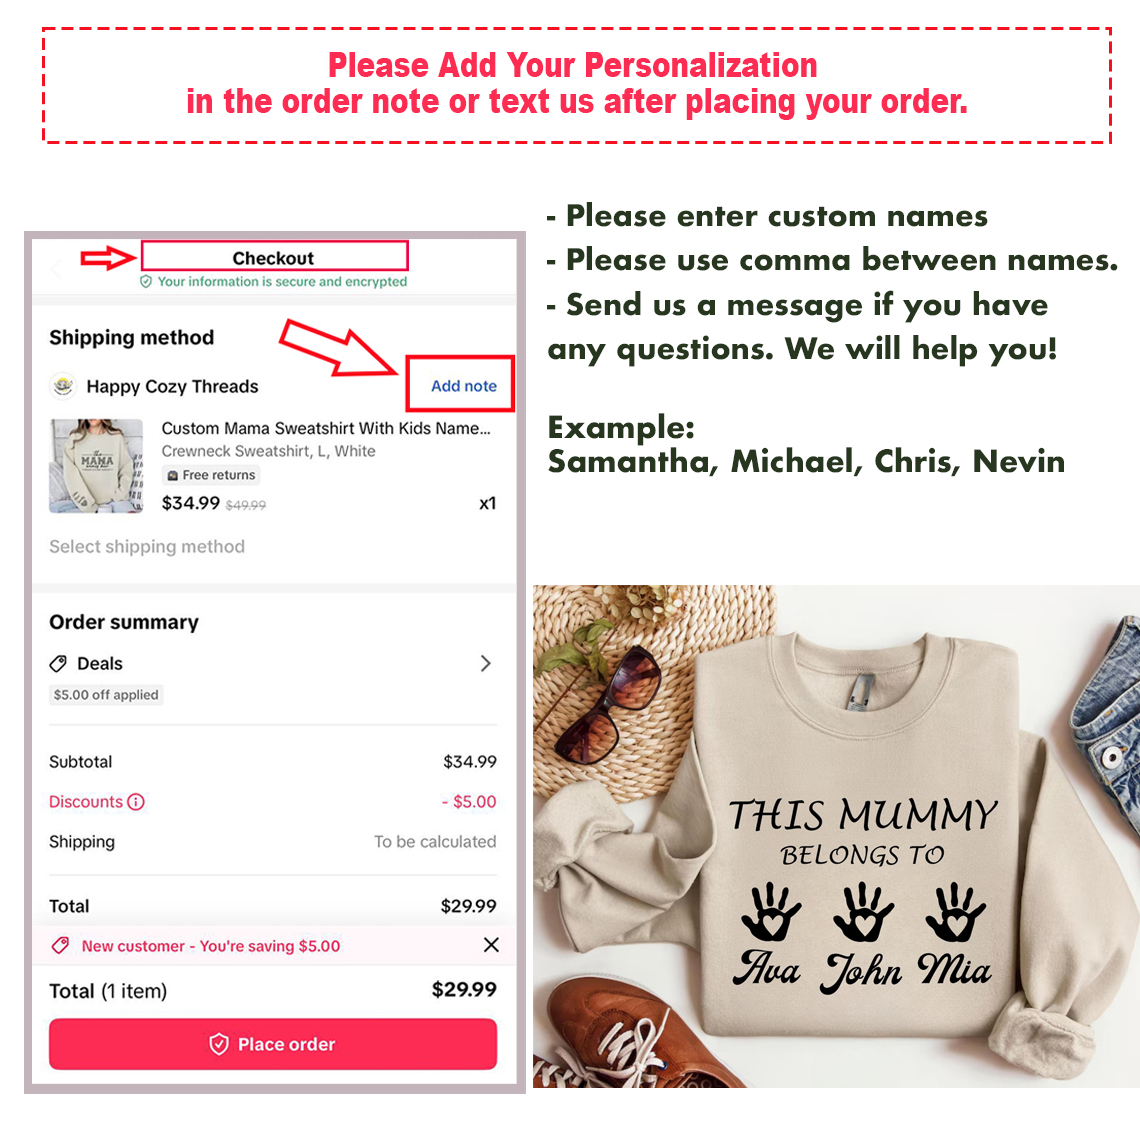 Please Add Your Personalization
in the order note or text us after placing your order.
Checkout
Your information is secure and encrypted
Shipping method
Happy Cozy Threads
Add note
Custom Mama Sweatshirt With Kids Name...
Crewneck Sweatshirt, L, White
Free returns
$34.99 $49.99
x1
Select shipping method
Order summary
Deals
$5.00 off applied
Subtotal
$34.99
Discounts
- $5.00
Shipping
To be calculated
Total
$29.99
New customer - You're saving $5.00
Total (1 item)
$29.99
Place order
- Please enter custom names
- Please use comma between names.
- Send us a message if you have
any questions. We will help you!
Example:
Samantha, Michael, Chris, Nevin
MAMA
THIS MUMMY
BELONGS TO
Ava John Mia